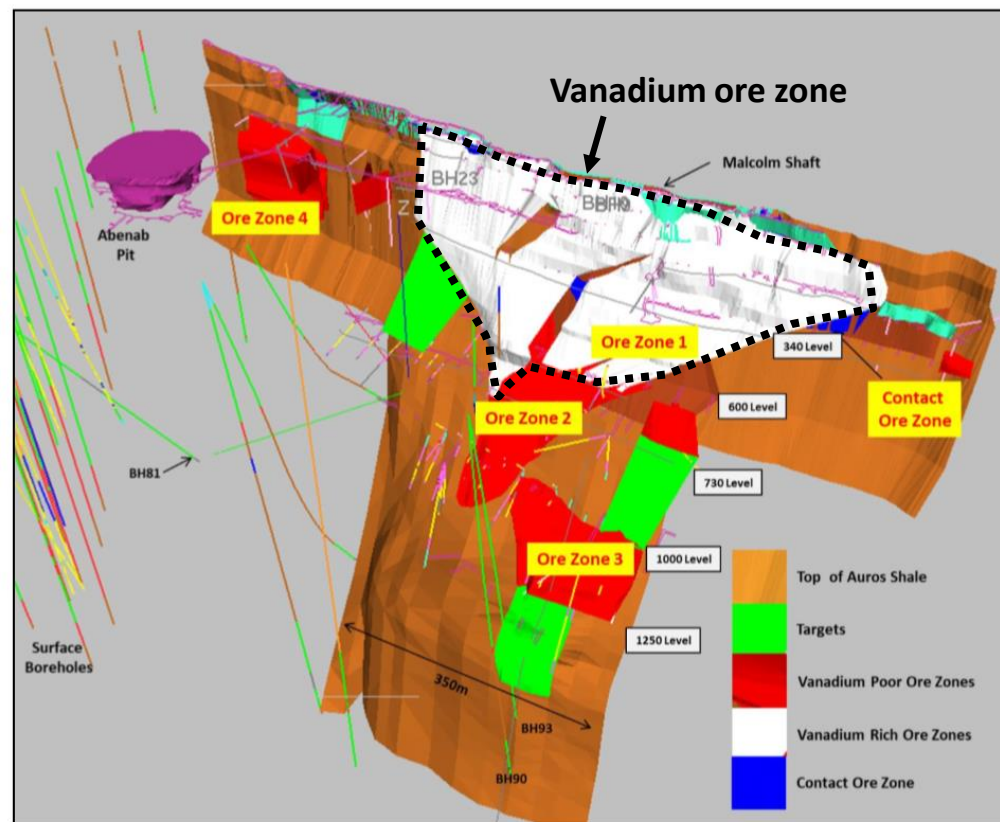 Vanadium ore zone
Malcolm Shaft
BH23
Z
Ore Zone 4
Abenab
Pit
Ore Zone 1
340 Level
600 Level
Contact
Ore Zone
Ore Zone 2
BH81
730 Level
Ore Zone 3
1000 Level
1250 Level
Surface
Boreholes
350m
BH93
BH90
Top of Auros Shale
Targets
Vanadium Poor Ore Zones
Vanadium Rich Ore Zones
Contact Ore Zone